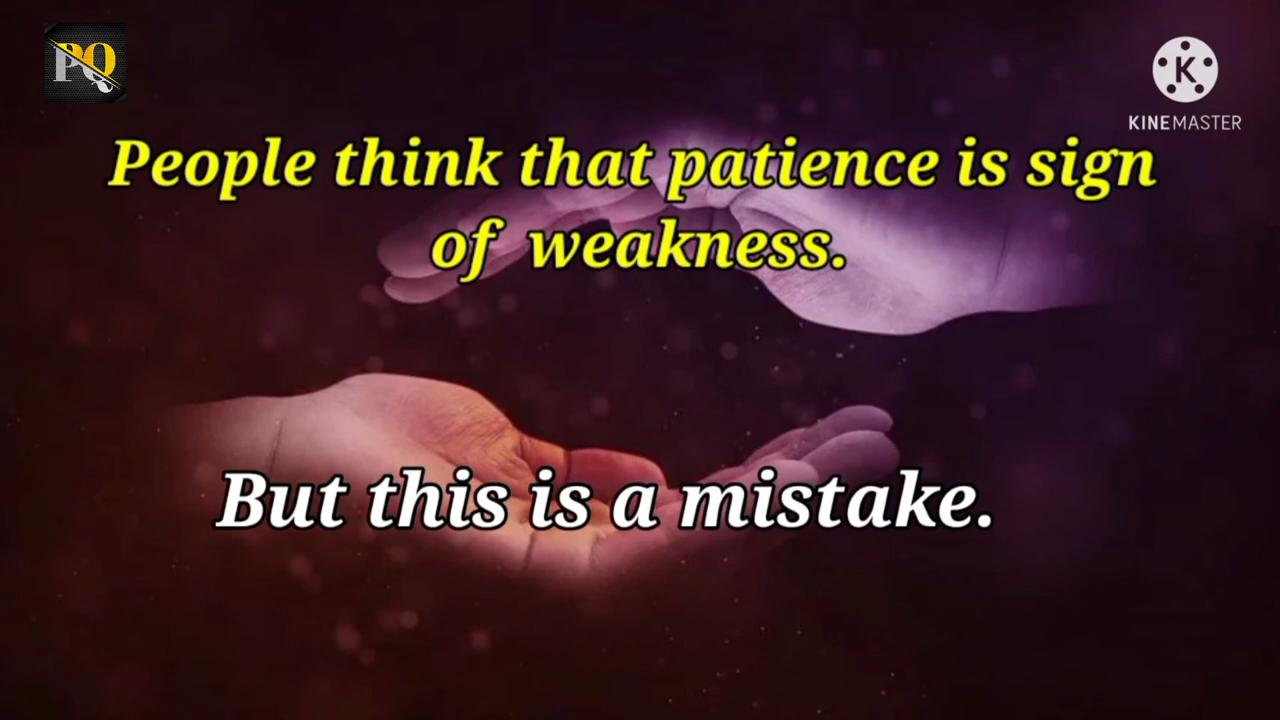 PQ
K
KINEMASTER
People think that patience is sign
of weakness.
But this is a mistake.